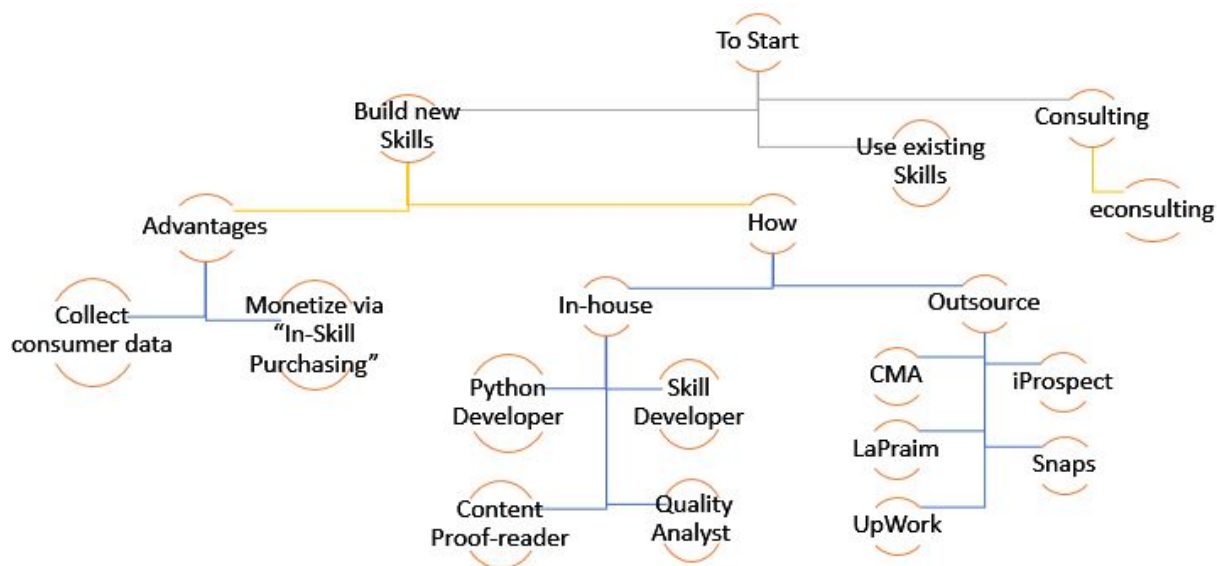 To Start
Build new
Skills
Consulting
Use existing
Skills
econsulting
Advantages
How
Collect
consumer data
Monetize via
“In-Skill
Purchasing”
In-house
Outsource
Python
Developer
Skill
Developer
CMA
iProspect
LaPraim
Snaps
Content
Proof-reader
Quality
Analyst
UpWork